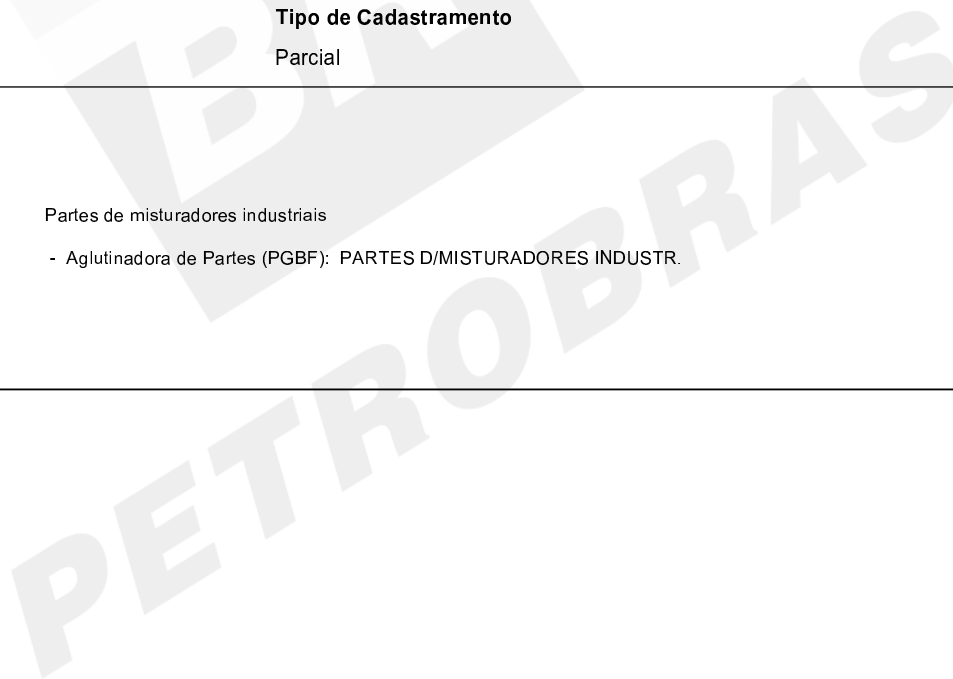 Tipo de Cadastramento
Parcial
Partes de misturadores industriais
- Aglutinadora de Partes (PGBF): PARTES D/MISTURADORES INDUSTR.
BR
PETROBRAS